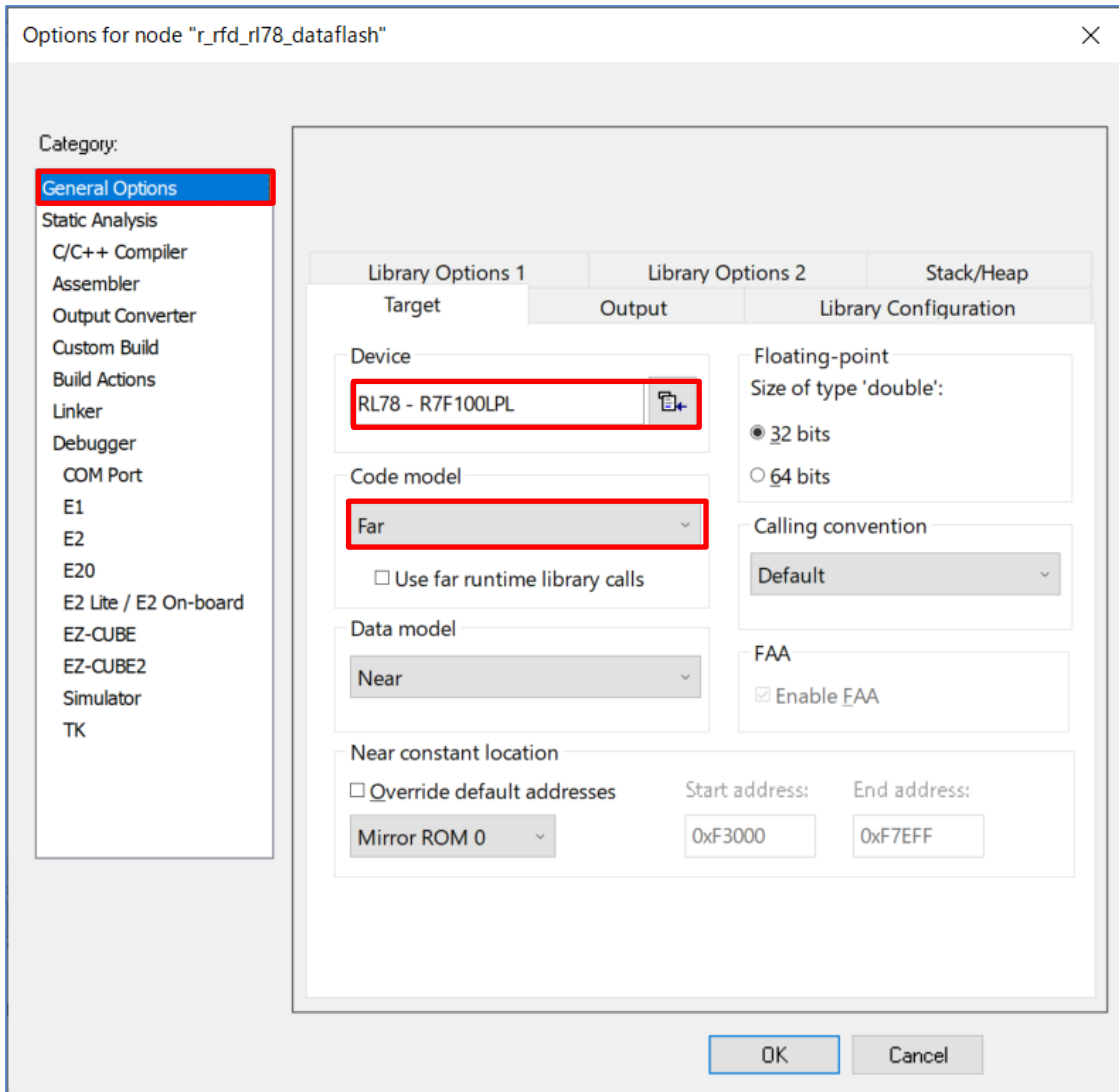 Options for node "r_rfd_rl78_dataflash"
Category:
General Options
Static Analysis
C/C++ Compiler
Assembler
Output Converter
Custom Build
Build Actions
Linker
Debugger
COM Port
E1
E2
E20
E2 Lite / E2 On-board
EZ-CUBE
EZ-CUBE2
Simulator
TK
Library Options 1 Library Options 2 Stack/Heap
Target Output Library Configuration
Device
RL78 - R7F100LPL
Code model
Far
Use far runtime library calls
Data model
Near
Floating-point
Size of type 'double':
32 bits
64 bits
Calling convention
Default
FAA
Enable FAA
Near constant location
Override default addresses
Mirror ROM 0
Start address:
0xF3000
End address:
0xF7EFF
OK Cancel